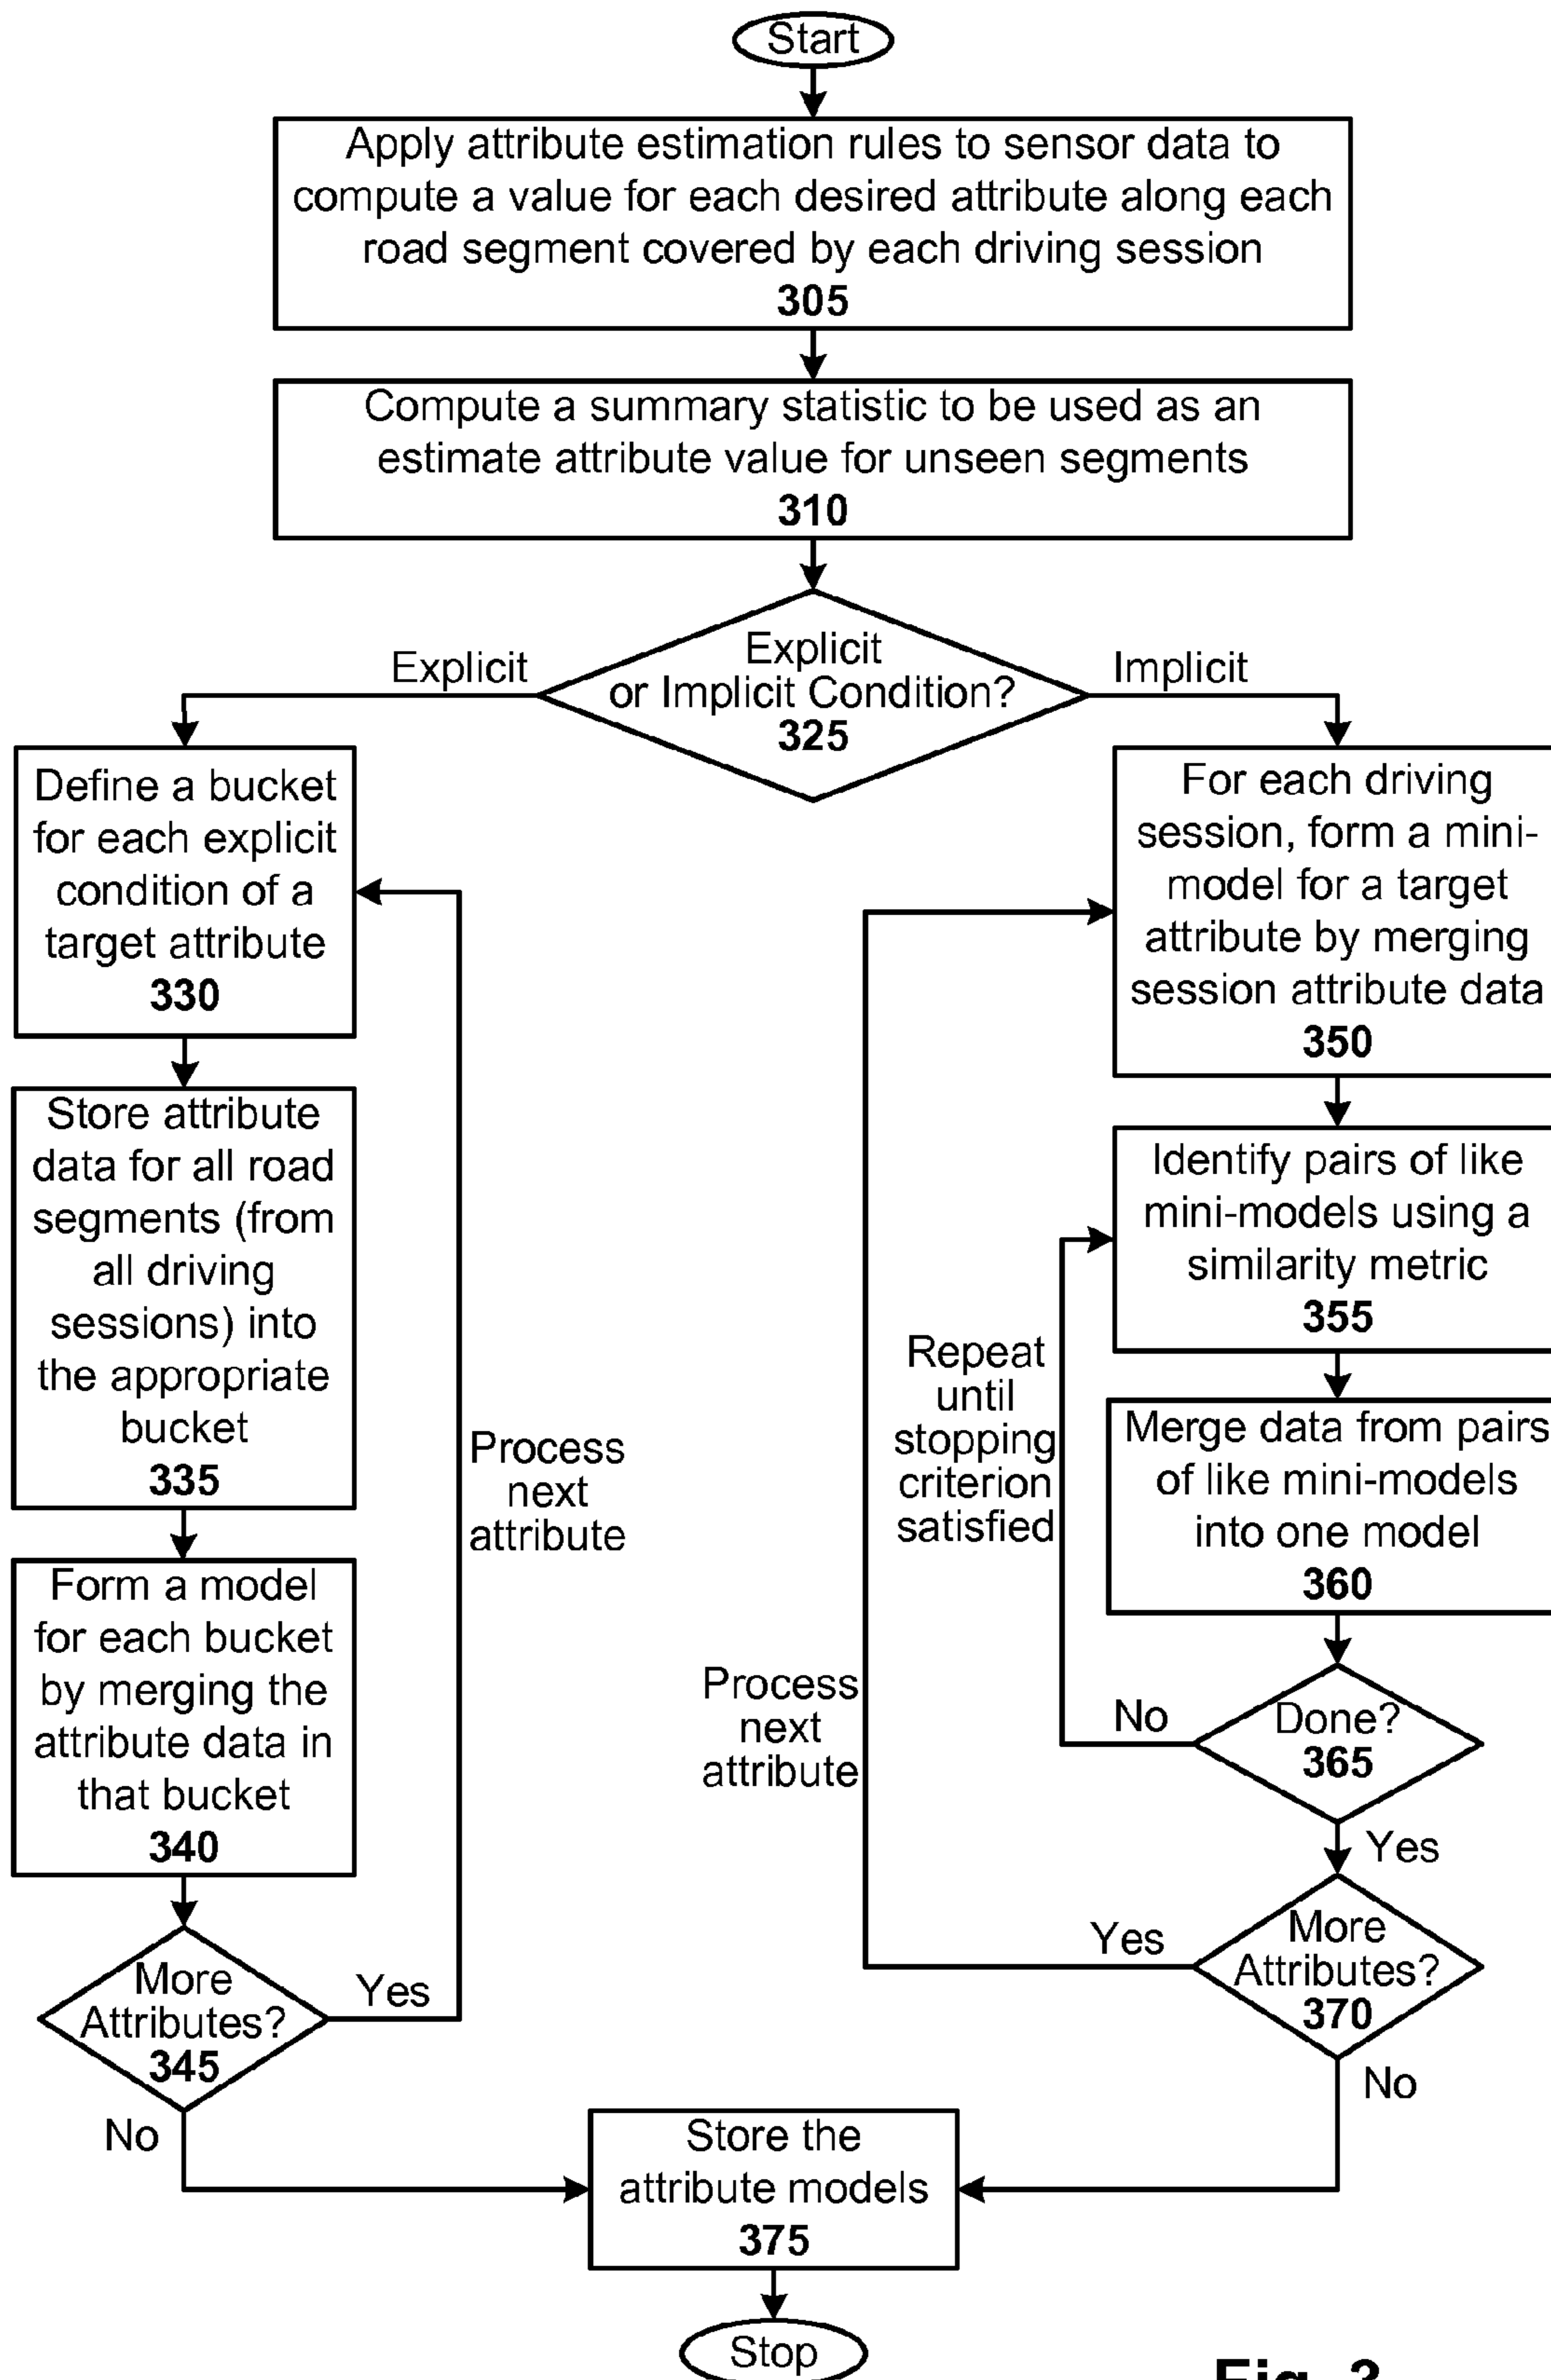 Start
Apply attribute estimation rules to sensor data to
compute a value for each desired attribute along each
road segment covered by each driving session
305
Compute a summary statistic to be used as an
estimate attribute value for unseen segments
310
Explicit
or Implicit Condition?
325
Explicit
Implicit
Define a bucket
for each explicit
condition of a
target attribute
330
Store attribute
data for all road
segments (from
all driving
sessions) into
the appropriate
bucket
335
Form a model
for each bucket
by merging the
attribute data in
that bucket
340
More
Attributes?
345
Yes
No
Process
next
attribute
For each driving
session, form a mini-
model for a target
attribute by merging
session attribute data
350
Identify pairs of like
mini-models using a
similarity metric
355
Merge data from pairs
of like mini-models
into one model
360
Done?
365
No
Repeat
until
stopping
criterion
satisfied
Yes
More
Attributes?
370
Yes
Process
next
attribute
No
Store the
attribute models
375
Stop
Fig. 3